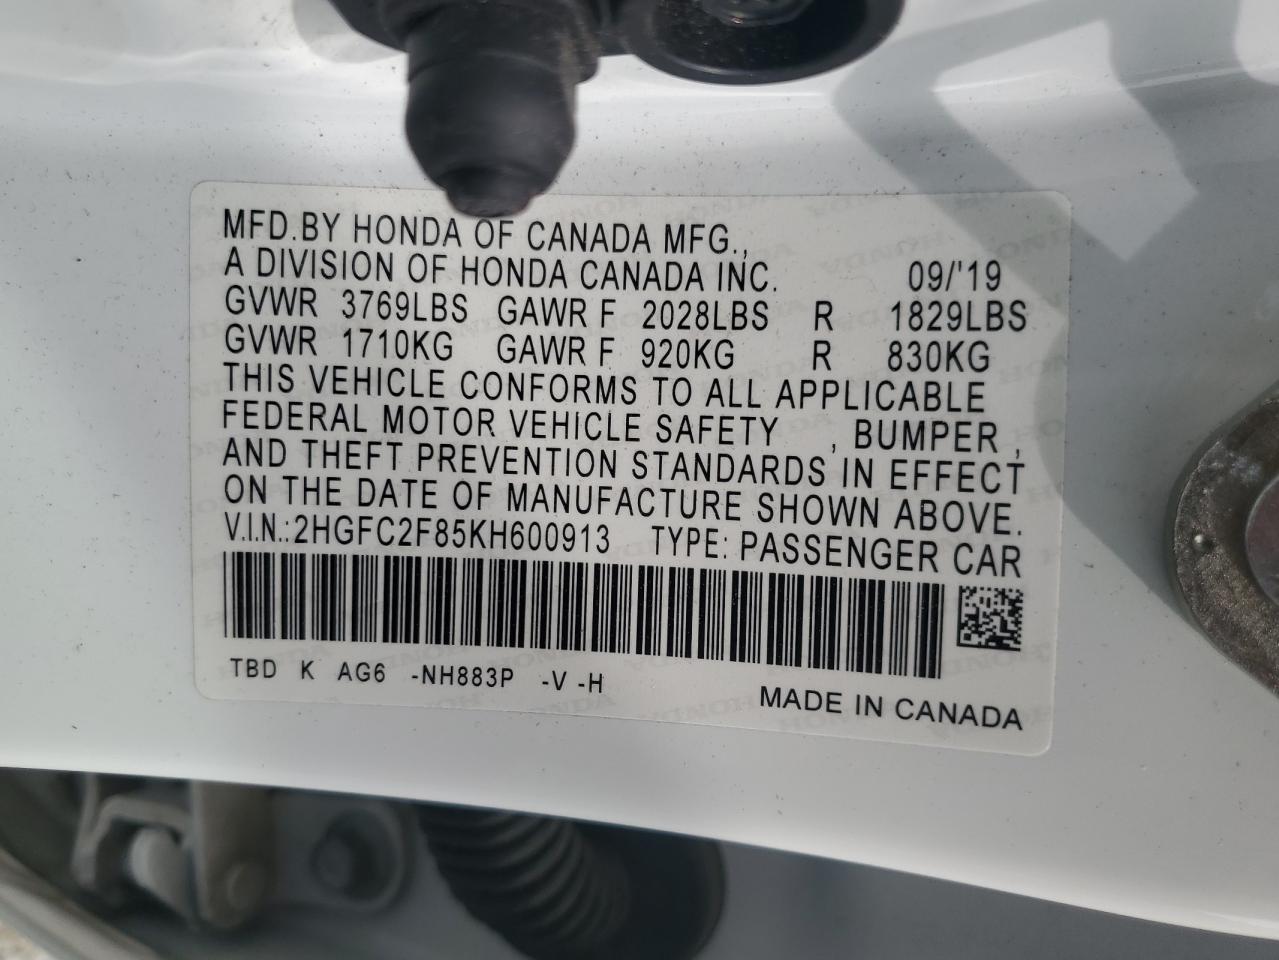 MFD.BY HONDA OF CANADA MFG.,
A DIVISION OF HONDA CANADA INC. 09/'19
GVWR 3769LBS GAWR F 2028LBS R 1829LBS
GVWR 1710KG GAWR F 920KG R 830KG
THIS VEHICLE CONFORMS TO ALL APPLICABLE
FEDERAL MOTOR VEHICLE SAFETY , BUMPER ,
AND THEFT PREVENTION STANDARDS IN EFFECT
ON THE DATE OF MANUFACTURE SHOWN ABOVE.
V.I.N.:2HGFC2F85KH600913 TYPE: PASSENGER CAR
TBD K AG6 -NH883P -V -H
MADE IN CANADA